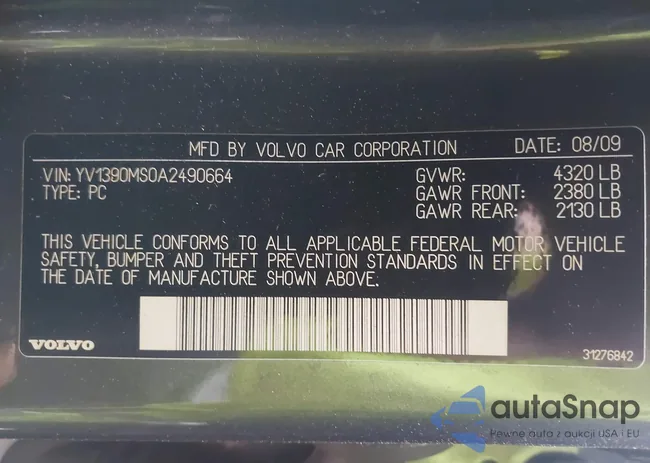 MFD BY VOLVO CAR CORPORATION DATE: 08/09
VIN: YV1390MS0A2490664 GVWR: 4320 LB
TYPE: PC GAWR FRONT: 2380 LB
GAWR REAR: 2130 LB
THIS VEHICLE CONFORMS TO ALL APPLICABLE FEDERAL MOTOR VEHICLE
SAFETY, BUMPER AND THEFT PREVENTION STANDARDS IN EFFECT ON
THE DATE OF MANUFACTURE SHOWN ABOVE.
VOLVO
31276842
autaSnap
Pewne auta z aukcji USA i EU